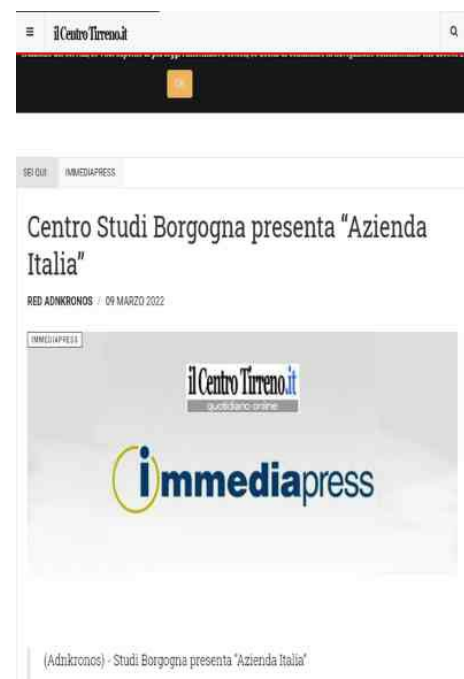 il Centro Tirreno.it
OK
SEI QUI:
IMMEDIAPRESS
Centro Studi Borgogna presenta “Azienda
Italia”
RED ADNKRONOS / 09 MARZO 2022
IMMEDIAPRESS
il Centro Tirreno.it
quotidiano online
immediapress
(Adnkronos) - Studi Borgogna presenta "Azienda Italia"